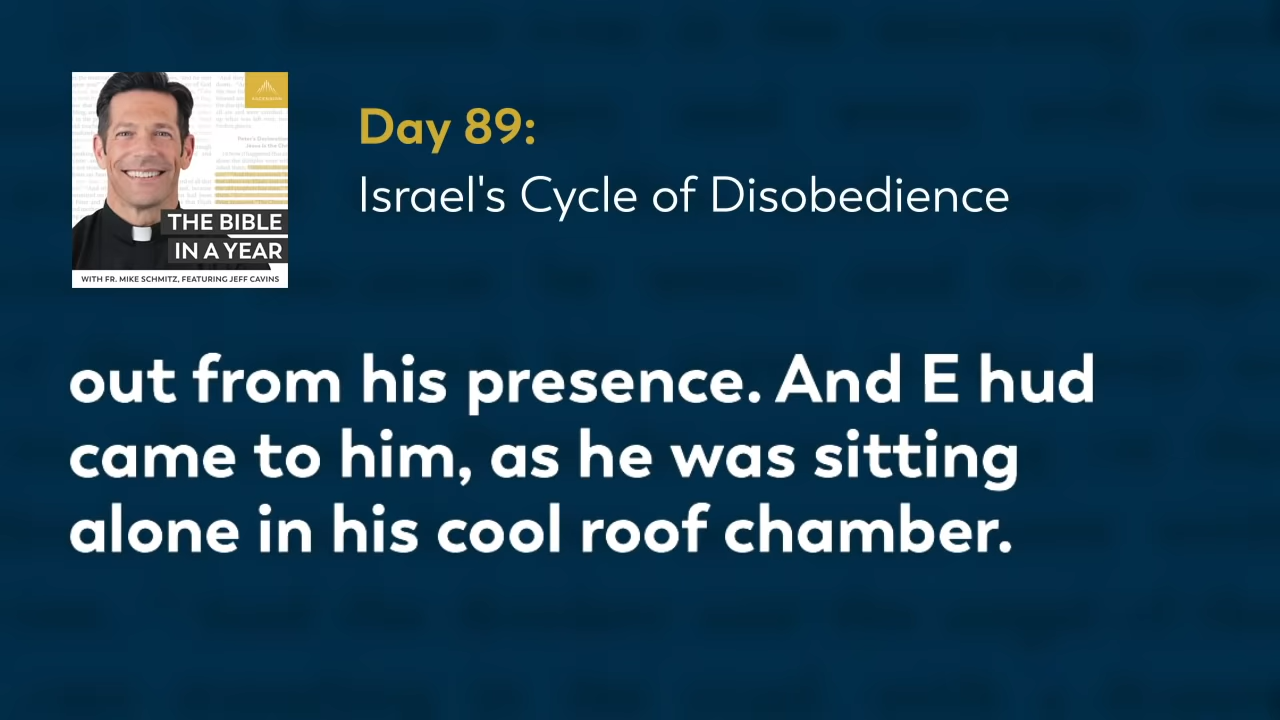 Day 89:
Israel's Cycle of Disobedience
THE BIBLE
IN A YEAR
WITH FR. MIKE SCHMITZ, FEATURING JEFF CAVINS
out from his presence. And E hud
came to him, as he was sitting
alone in his cool roof chamber.